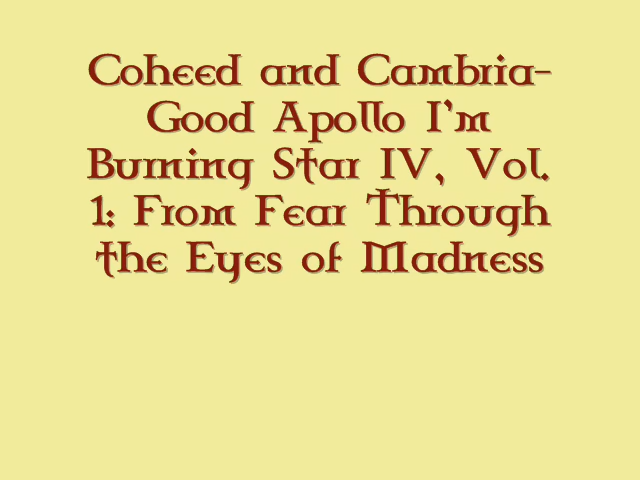 Coheed and Cambria-
Good Apollo I'm
Burning Star IV, Vol.
1: From Fear Through
the Eyes of Madness